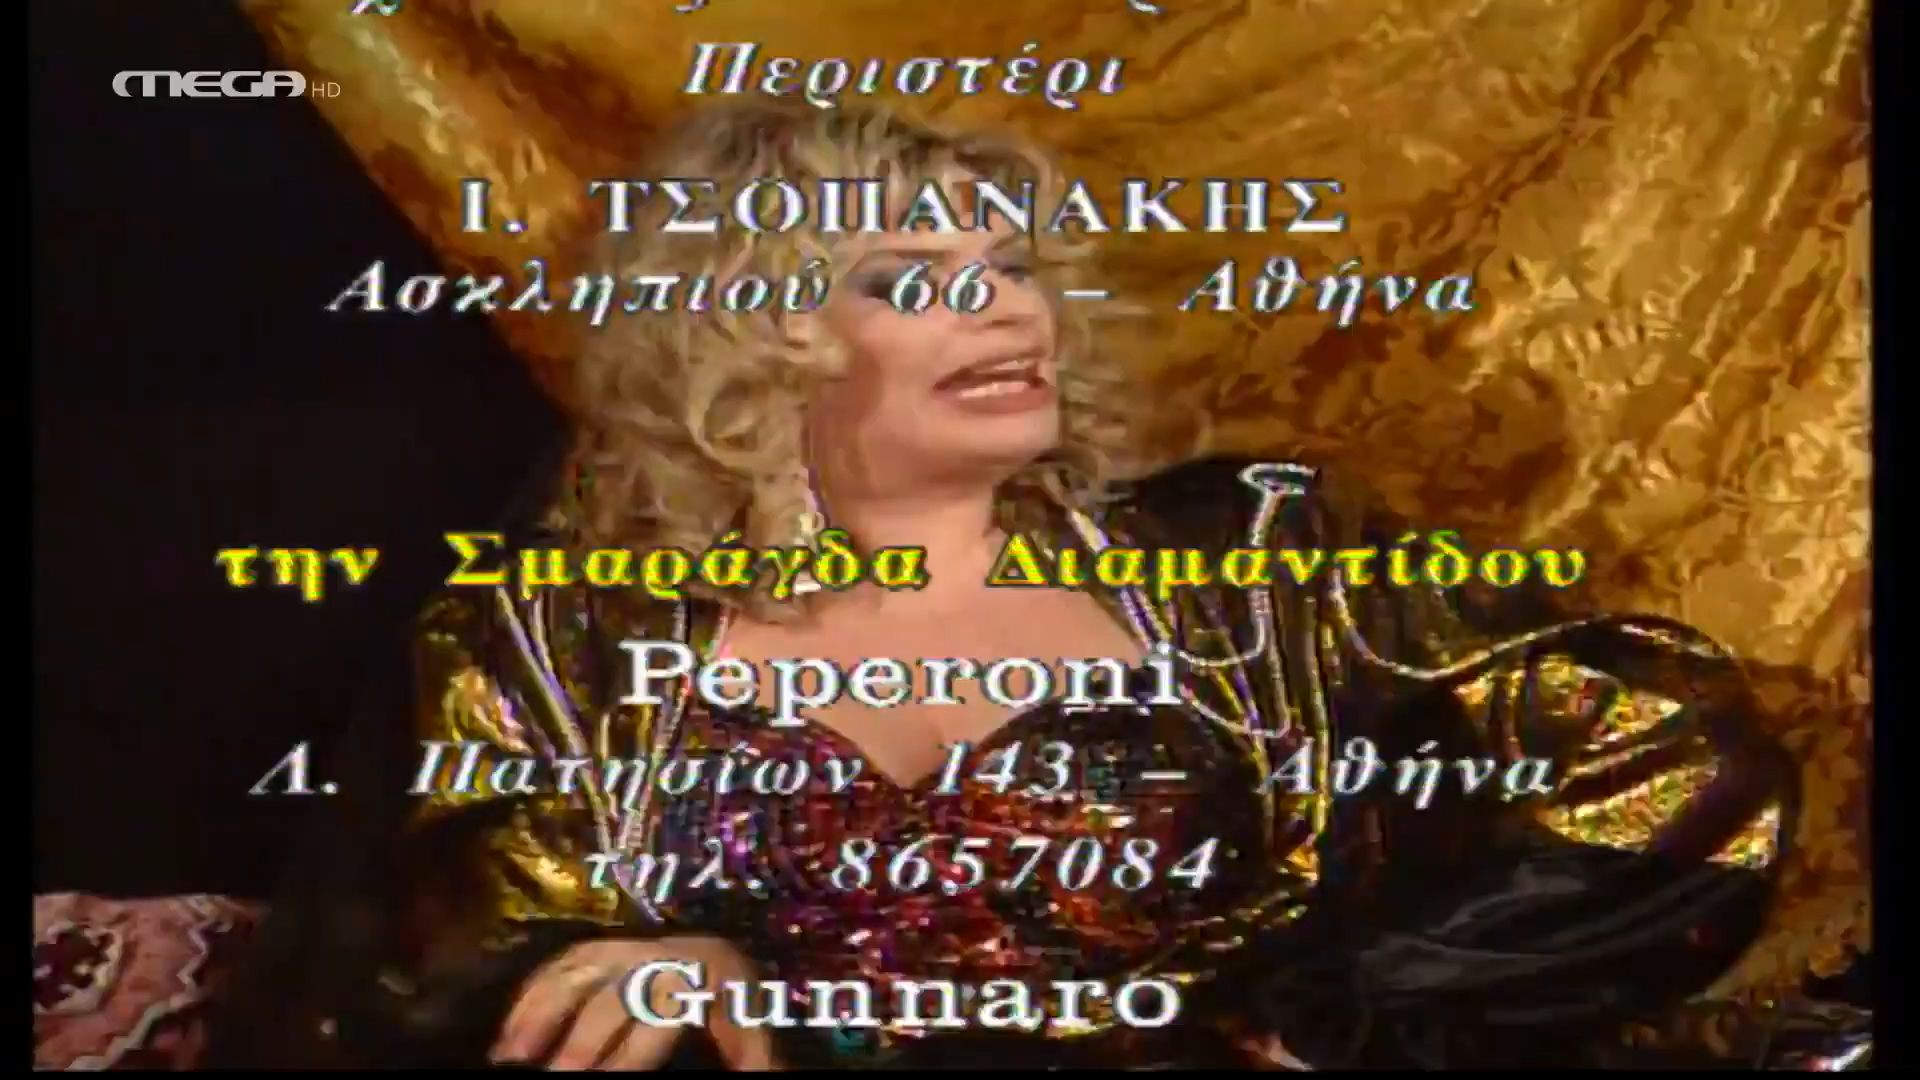 MEGA HD
Περιστέρι
Ι. ΤΣΟΠΑΝΑΚΗΣ
Ασκληπιού 66 – Αθήνα
την Σμαράγδα Διαμαντίδου
Peperoni
Λ. Πατησίων 143 – Αθήνα
τηλ. 8657084
Gunnaro